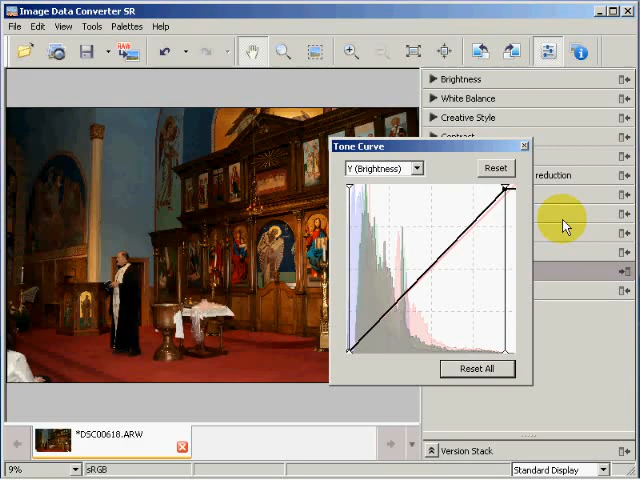 Image Data Converter SR
File Edit View Tools Palettes Help
RAW
Brightness
White Balance
Creative Style
Contrast
Tone Curve
Y (Brightness)
Reset
reduction
Reset All
*DSC00618.ARW
Version Stack
9%
sRGB
Standard Display